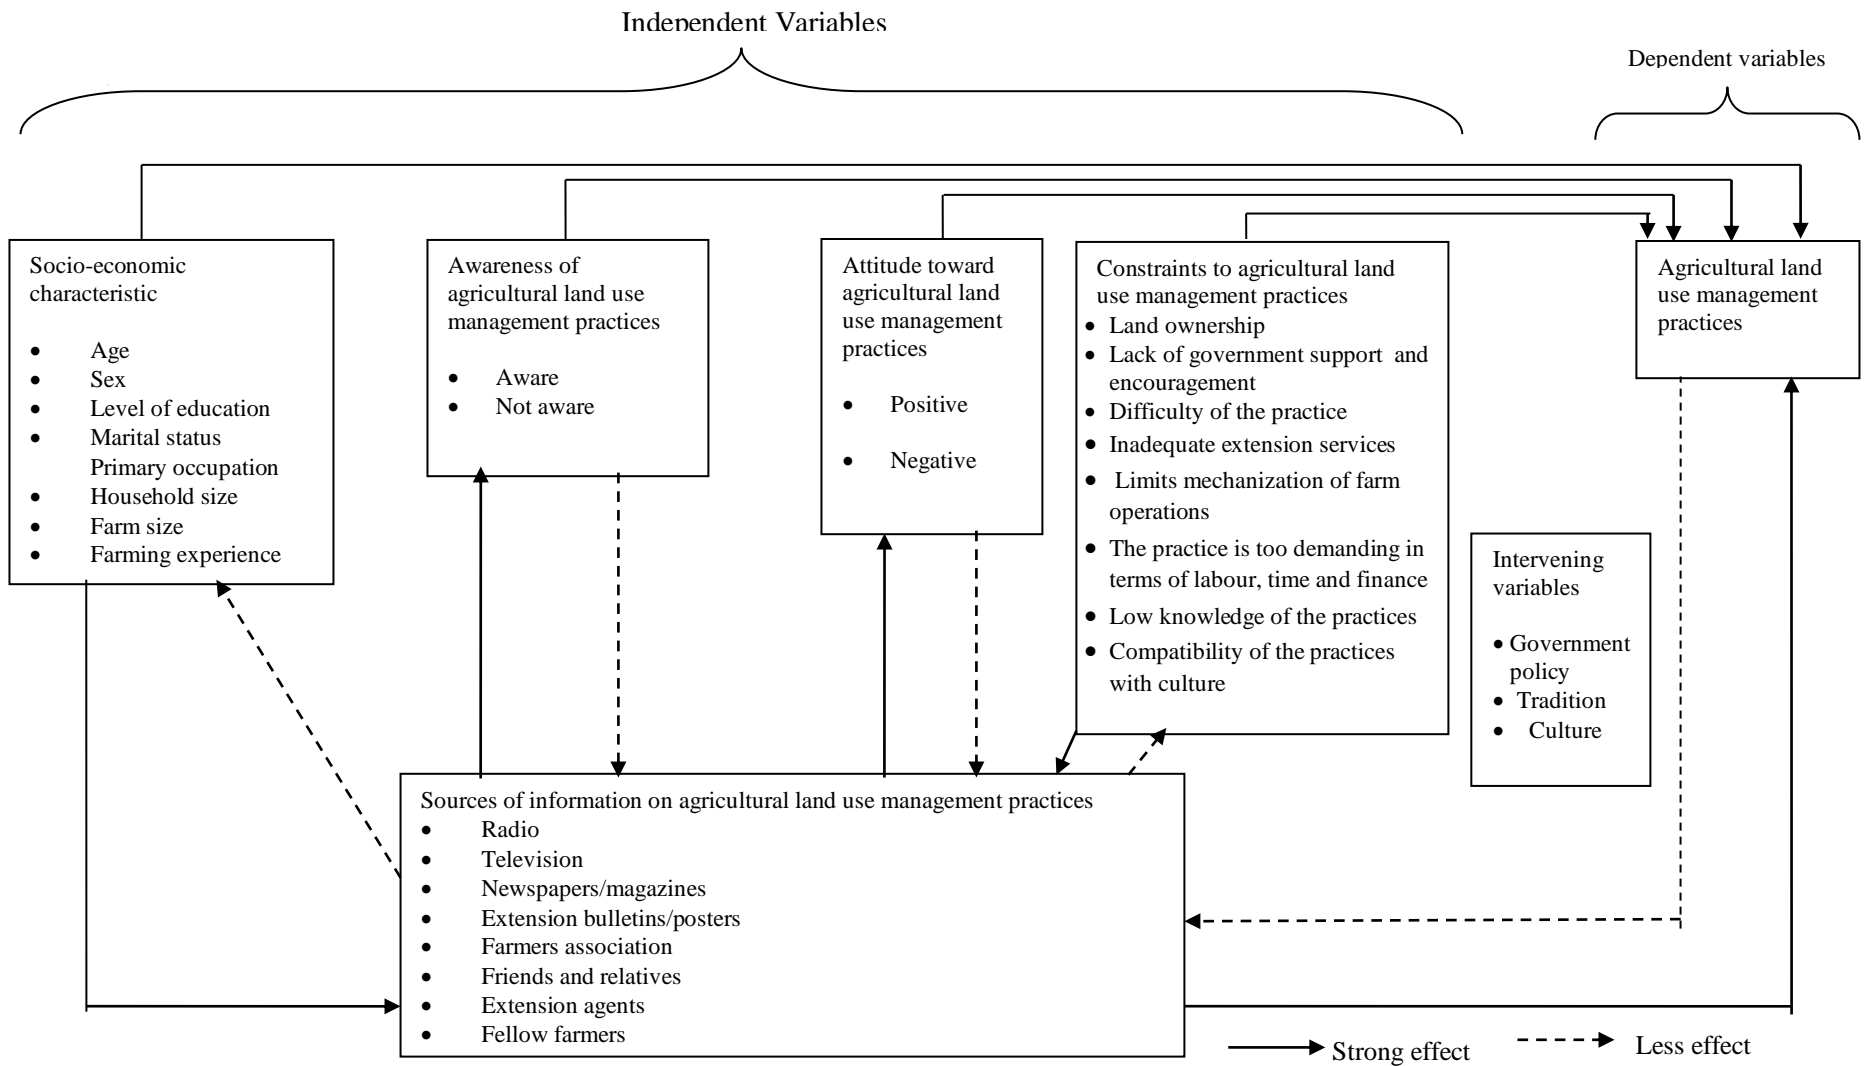 Independent Variables
Dependent variables
Socio-economic
characteristic
• Age
• Sex
• Level of education
• Marital status
Primary occupation
• Household size
• Farm size
• Farming experience
Awareness of
agricultural land use
management practices
• Aware
• Not aware
Attitude toward
agricultural land
use management
practices
• Positive
• Negative
Constraints to agricultural land
use management practices
• Land ownership
• Lack of government support and
encouragement
• Difficulty of the practice
• Inadequate extension services
• Limits mechanization of farm
operations
• The practice is too demanding in
terms of labour, time and finance
• Low knowledge of the practices
• Compatibility of the practices
with culture
Agricultural land
use management
practices
Intervening
variables
• Government
policy
• Tradition
• Culture
Sources of information on agricultural land use management practices
• Radio
• Television
• Newspapers/magazines
• Extension bulletins/posters
• Farmers association
• Friends and relatives
• Extension agents
• Fellow farmers
Strong effect
Less effect